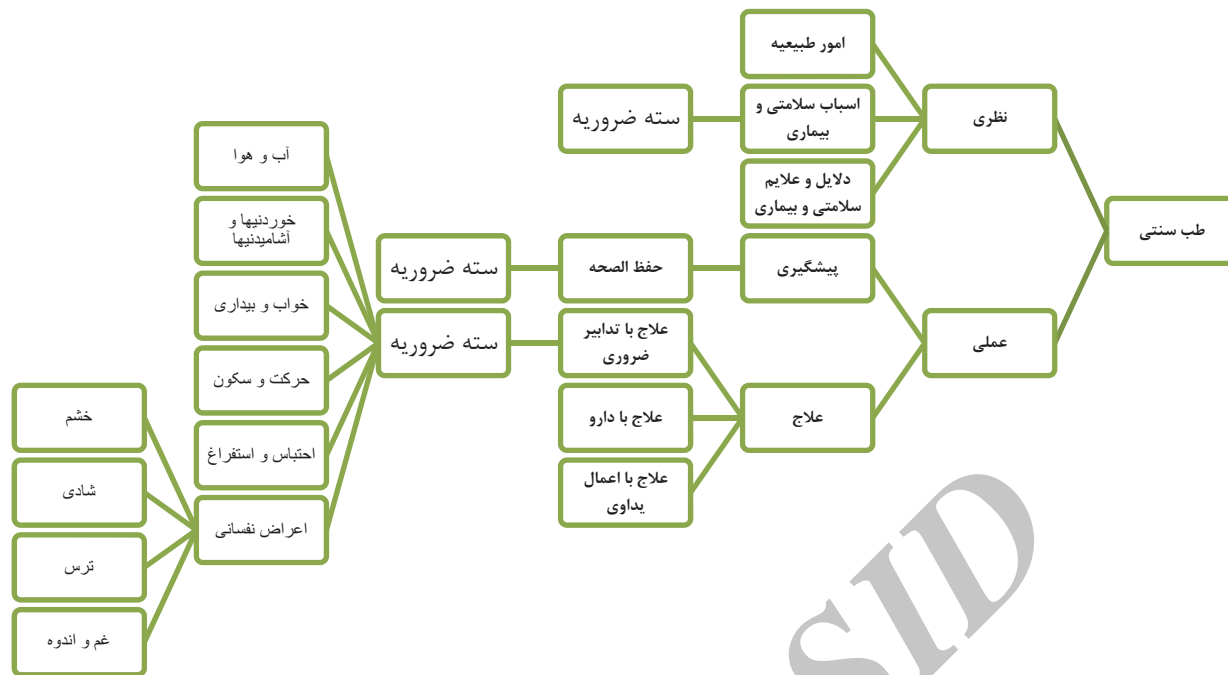 طب سنتی
نظری
امور طبیعیه
اسباب سلامتی و
بیماری
سته ضروریه
دلایل و علایم
سلامتی و بیماری
عملی
پیشگیری
حفظ الصحه
سته ضروریه
علاج
علاج با تدابیر
ضروری
سته ضروریه
آب و هوا
خوردنیها و
آشامیدنیها
خواب و بیداری
حرکت و سکون
احتباس و استفراغ
اعراض نفسانی
خشم
شادی
ترس
غم و اندوه
علاج با دارو
علاج با اعمال
یداوی
SID